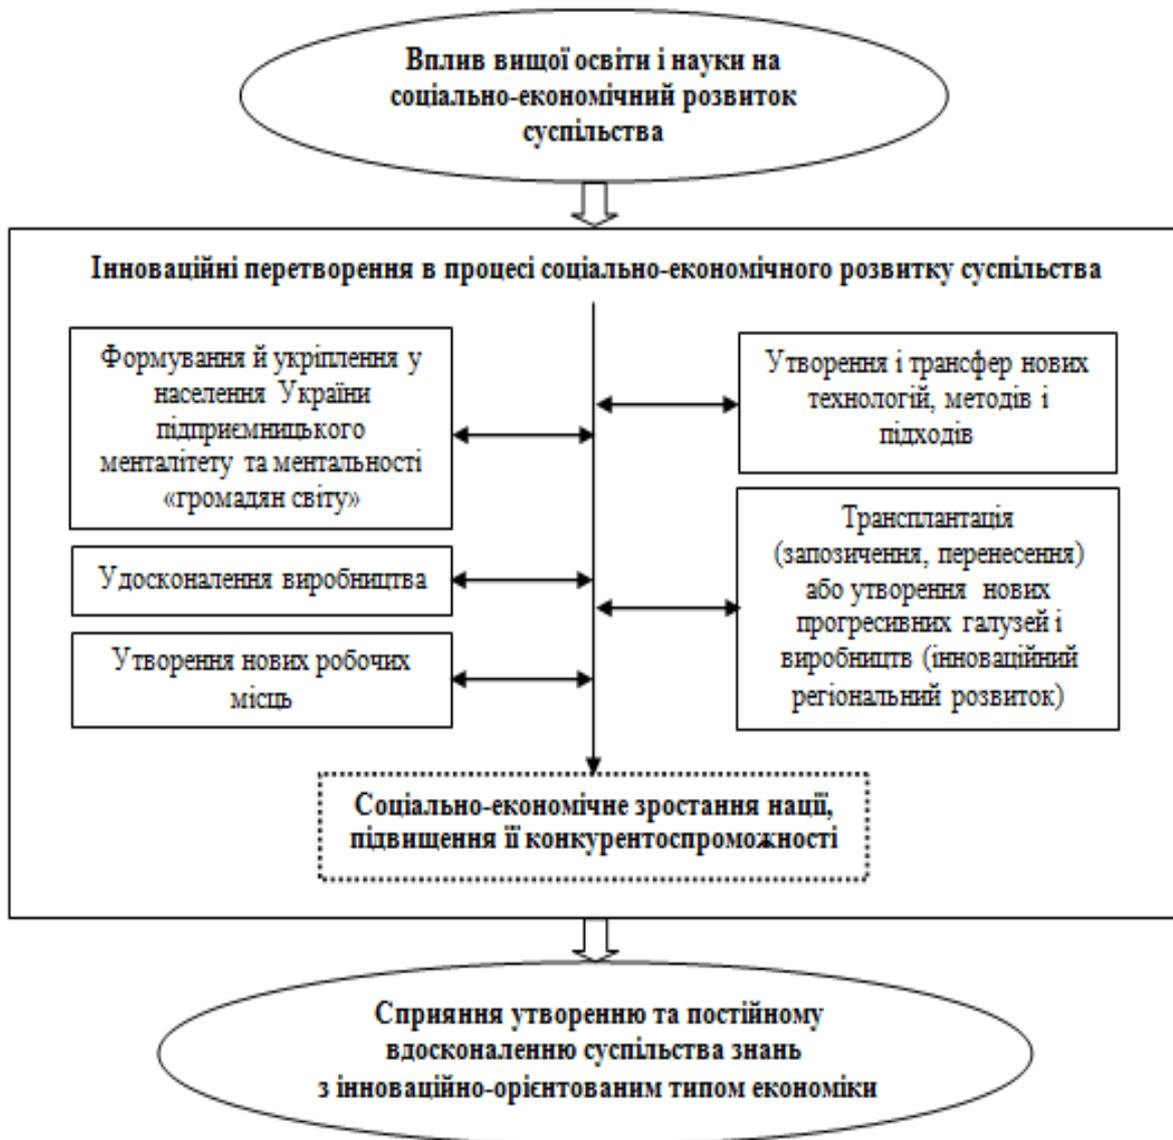 Вплив вищої освіти і науки на
соціально-економічний розвиток
суспільства
Інноваційні перетворення в процесі соціально-економічного розвитку суспільства
Формування й укріплення у
населення України
підприємницького
менталітету та ментальності
«громадян світу»
Удосконалення виробництва
Утворення нових робочих
місць
Утворення і трансфер нових
технологій, методів і
підходів
Трансплантація
(запозичення, перенесення)
або утворення нових
прогресивних галузей і
виробництв (інноваційний
регіональний розвиток)
Соціально-економічне зростання нації,
підвищення її конкурентоспроможності
Сприяння утворенню та постійному
вдосконаленню суспільства знань
з інноваційно-орієнтованим типом економіки